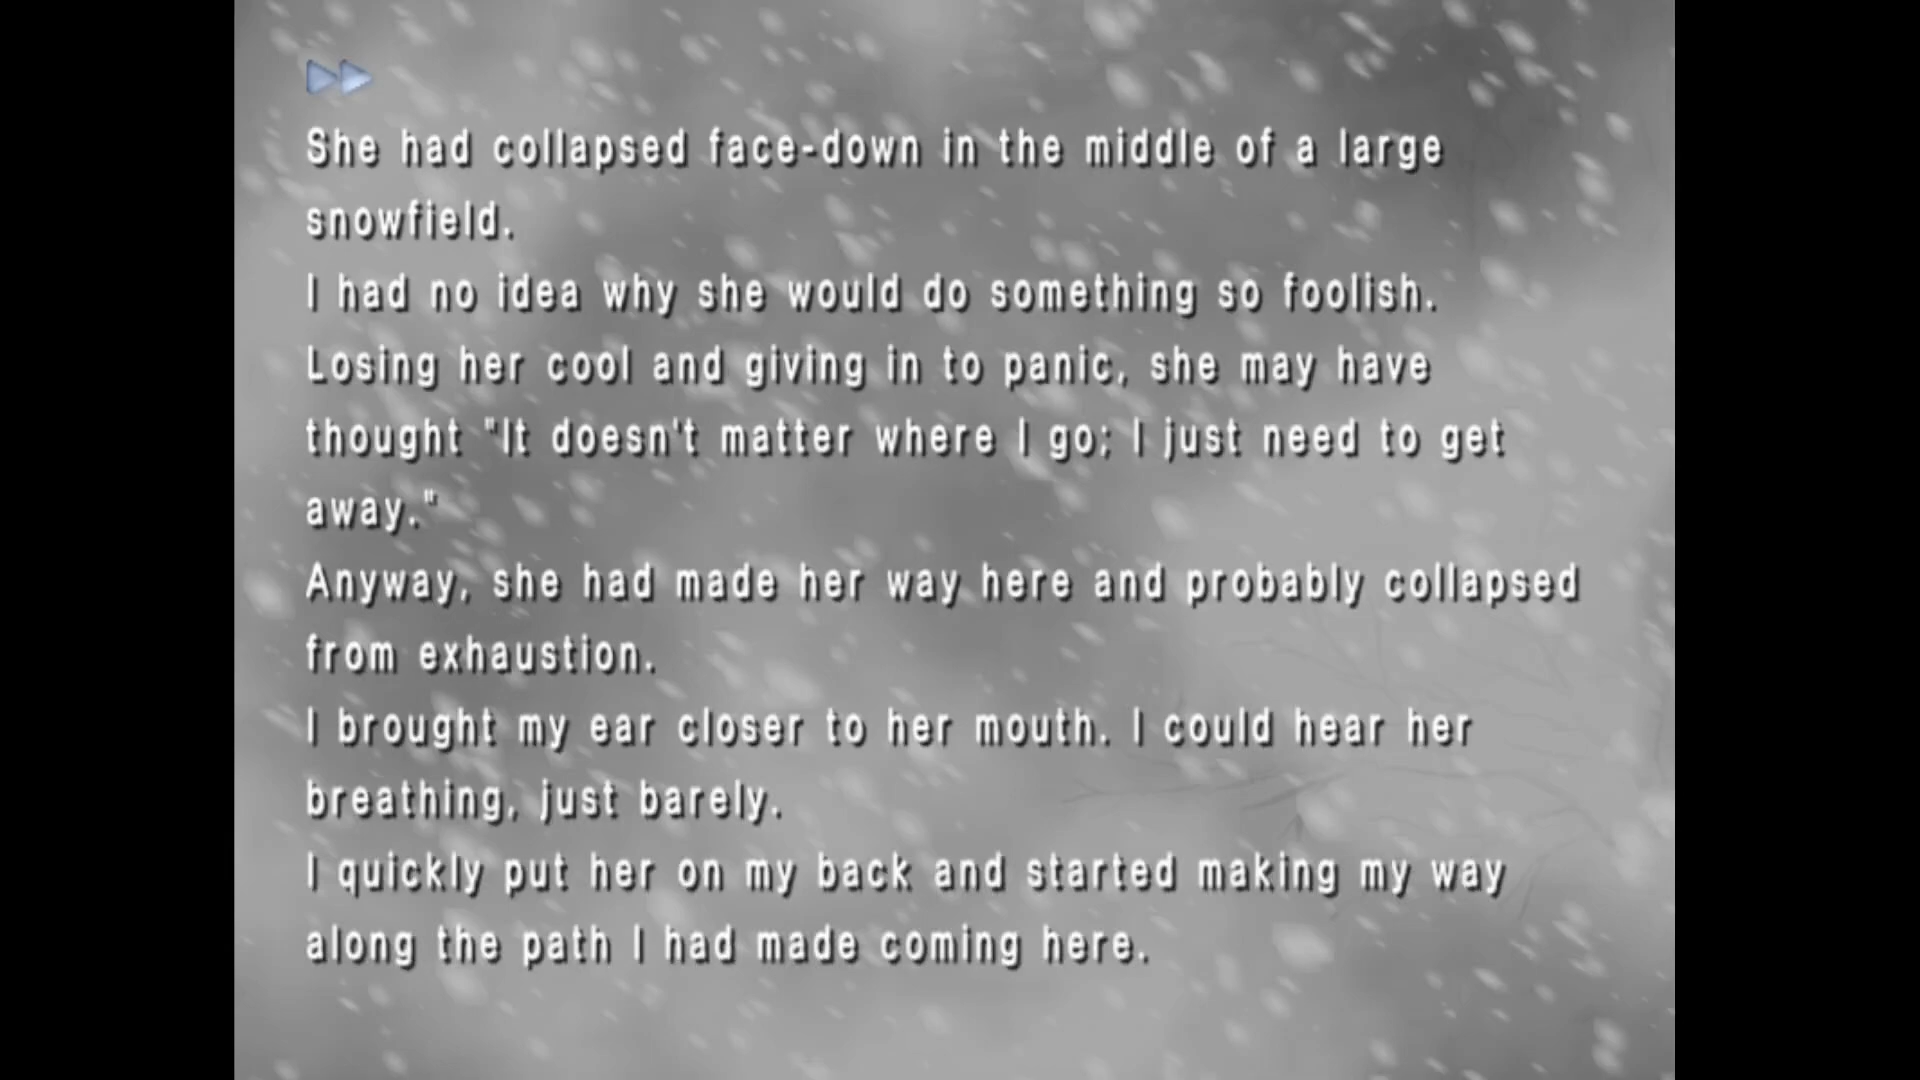 She had collapsed face-down in the middle of a large
snowfield.
I had no idea why she would do something so foolish.
Losing her cool and giving in to panic, she may have
thought "It doesn't matter where I go; I just need to get
away."
Anyway, she had made her way here and probably collapsed
from exhaustion.
I brought my ear closer to her mouth. I could hear her
breathing, just barely.
I quickly put her on my back and started making my way
along the path I had made coming here.